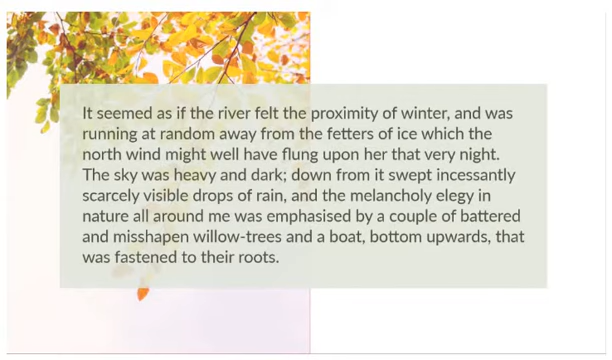 It seemed as if the river felt the proximity of winter, and was
running at random away from the fetters of ice which the
north wind might well have flung upon her that very night.
The sky was heavy and dark; down from it swept incessantly
scarcely visible drops of rain, and the melancholy elegy in
nature all around me was emphasised by a couple of battered
and misshapen willow-trees and a boat, bottom upwards, that
was fastened to their roots.